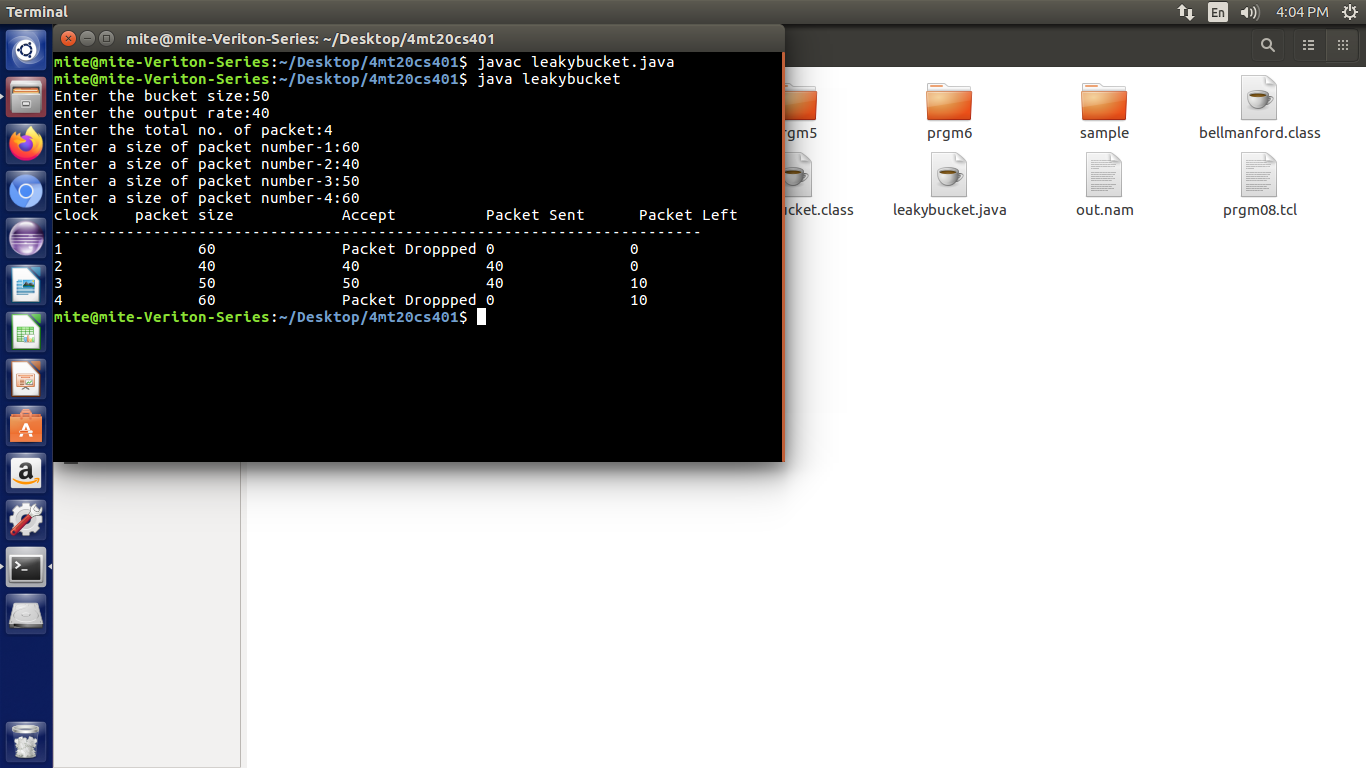 Terminal
En
4:04 PM
mite@mite-Veriton-Series: ~/Desktop/4mt20cs401
mite@mite-Veriton-Series:~/Desktop/4mt20cs401$ javac leakybucket.java
mite@mite-Veriton-Series:~/Desktop/4mt20cs401$ java leakybucket
Enter the bucket size:50
enter the output rate:40
Enter the total no. of packet:4
Enter a size of packet number-1:60
Enter a size of packet number-2:40
Enter a size of packet number-3:50
Enter a size of packet number-4:60
clock packet size Accept Packet Sent Packet Left
------------------------------------------------------------------------
1 60 Packet Droppped 0 0
2 40 40 40 0
3 50 50 40 10
4 60 Packet Droppped 0 10
mite@mite-Veriton-Series:~/Desktop/4mt20cs401$
rgm5 prgm6 sample bellmanford.class
ucket.class leakybucket.java out.nam prgm08.tcl